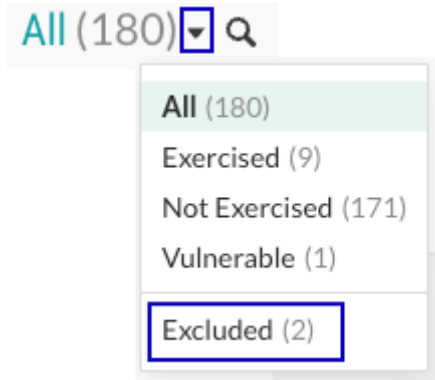 All (180)
All (180)
Exercised (9)
Not Exercised (171)
Vulnerable (1)
Excluded (2)